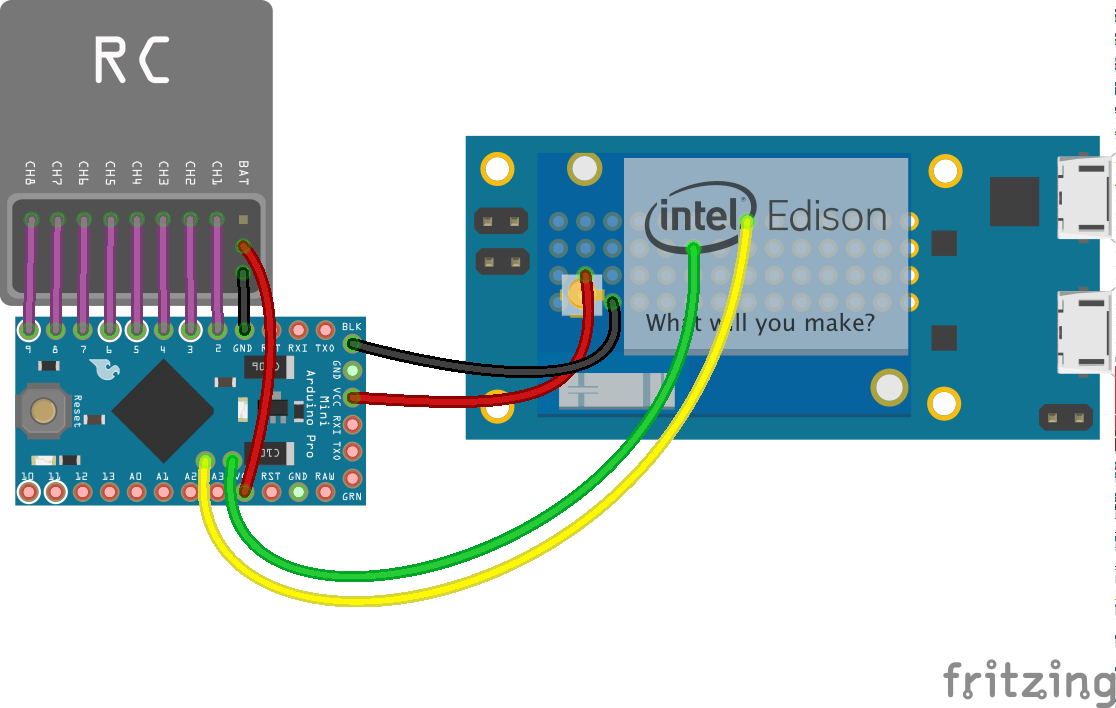 RC
CH8 CH7 CH6 CH5 CH4 CH3 CH2 CH1 BAT
9 8 7 6 5 4 3 2 GND RXI TXO BLK
GND
VCC
RXI
TXO
Arduino Pro
Mini
Reset
10 11 12 13 A0 A1 A2 A3 RST GND RAW
GRN
intel Edison
What will you make?
fritzing